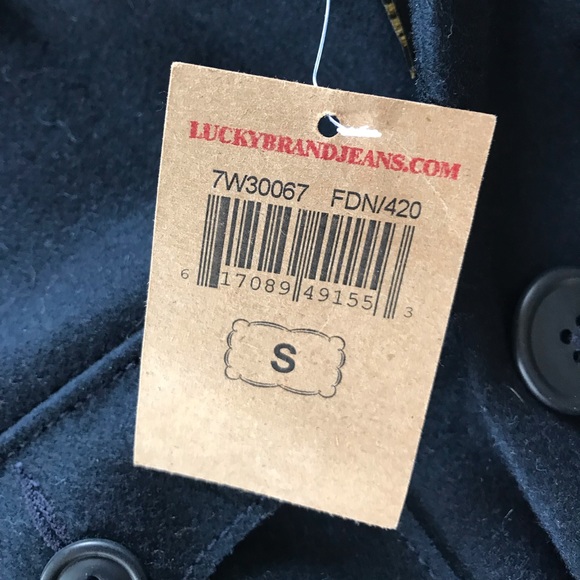 LUCKYBRANDJEANS.COM
7W30067 FDN/420
6 17089 49155 3
S